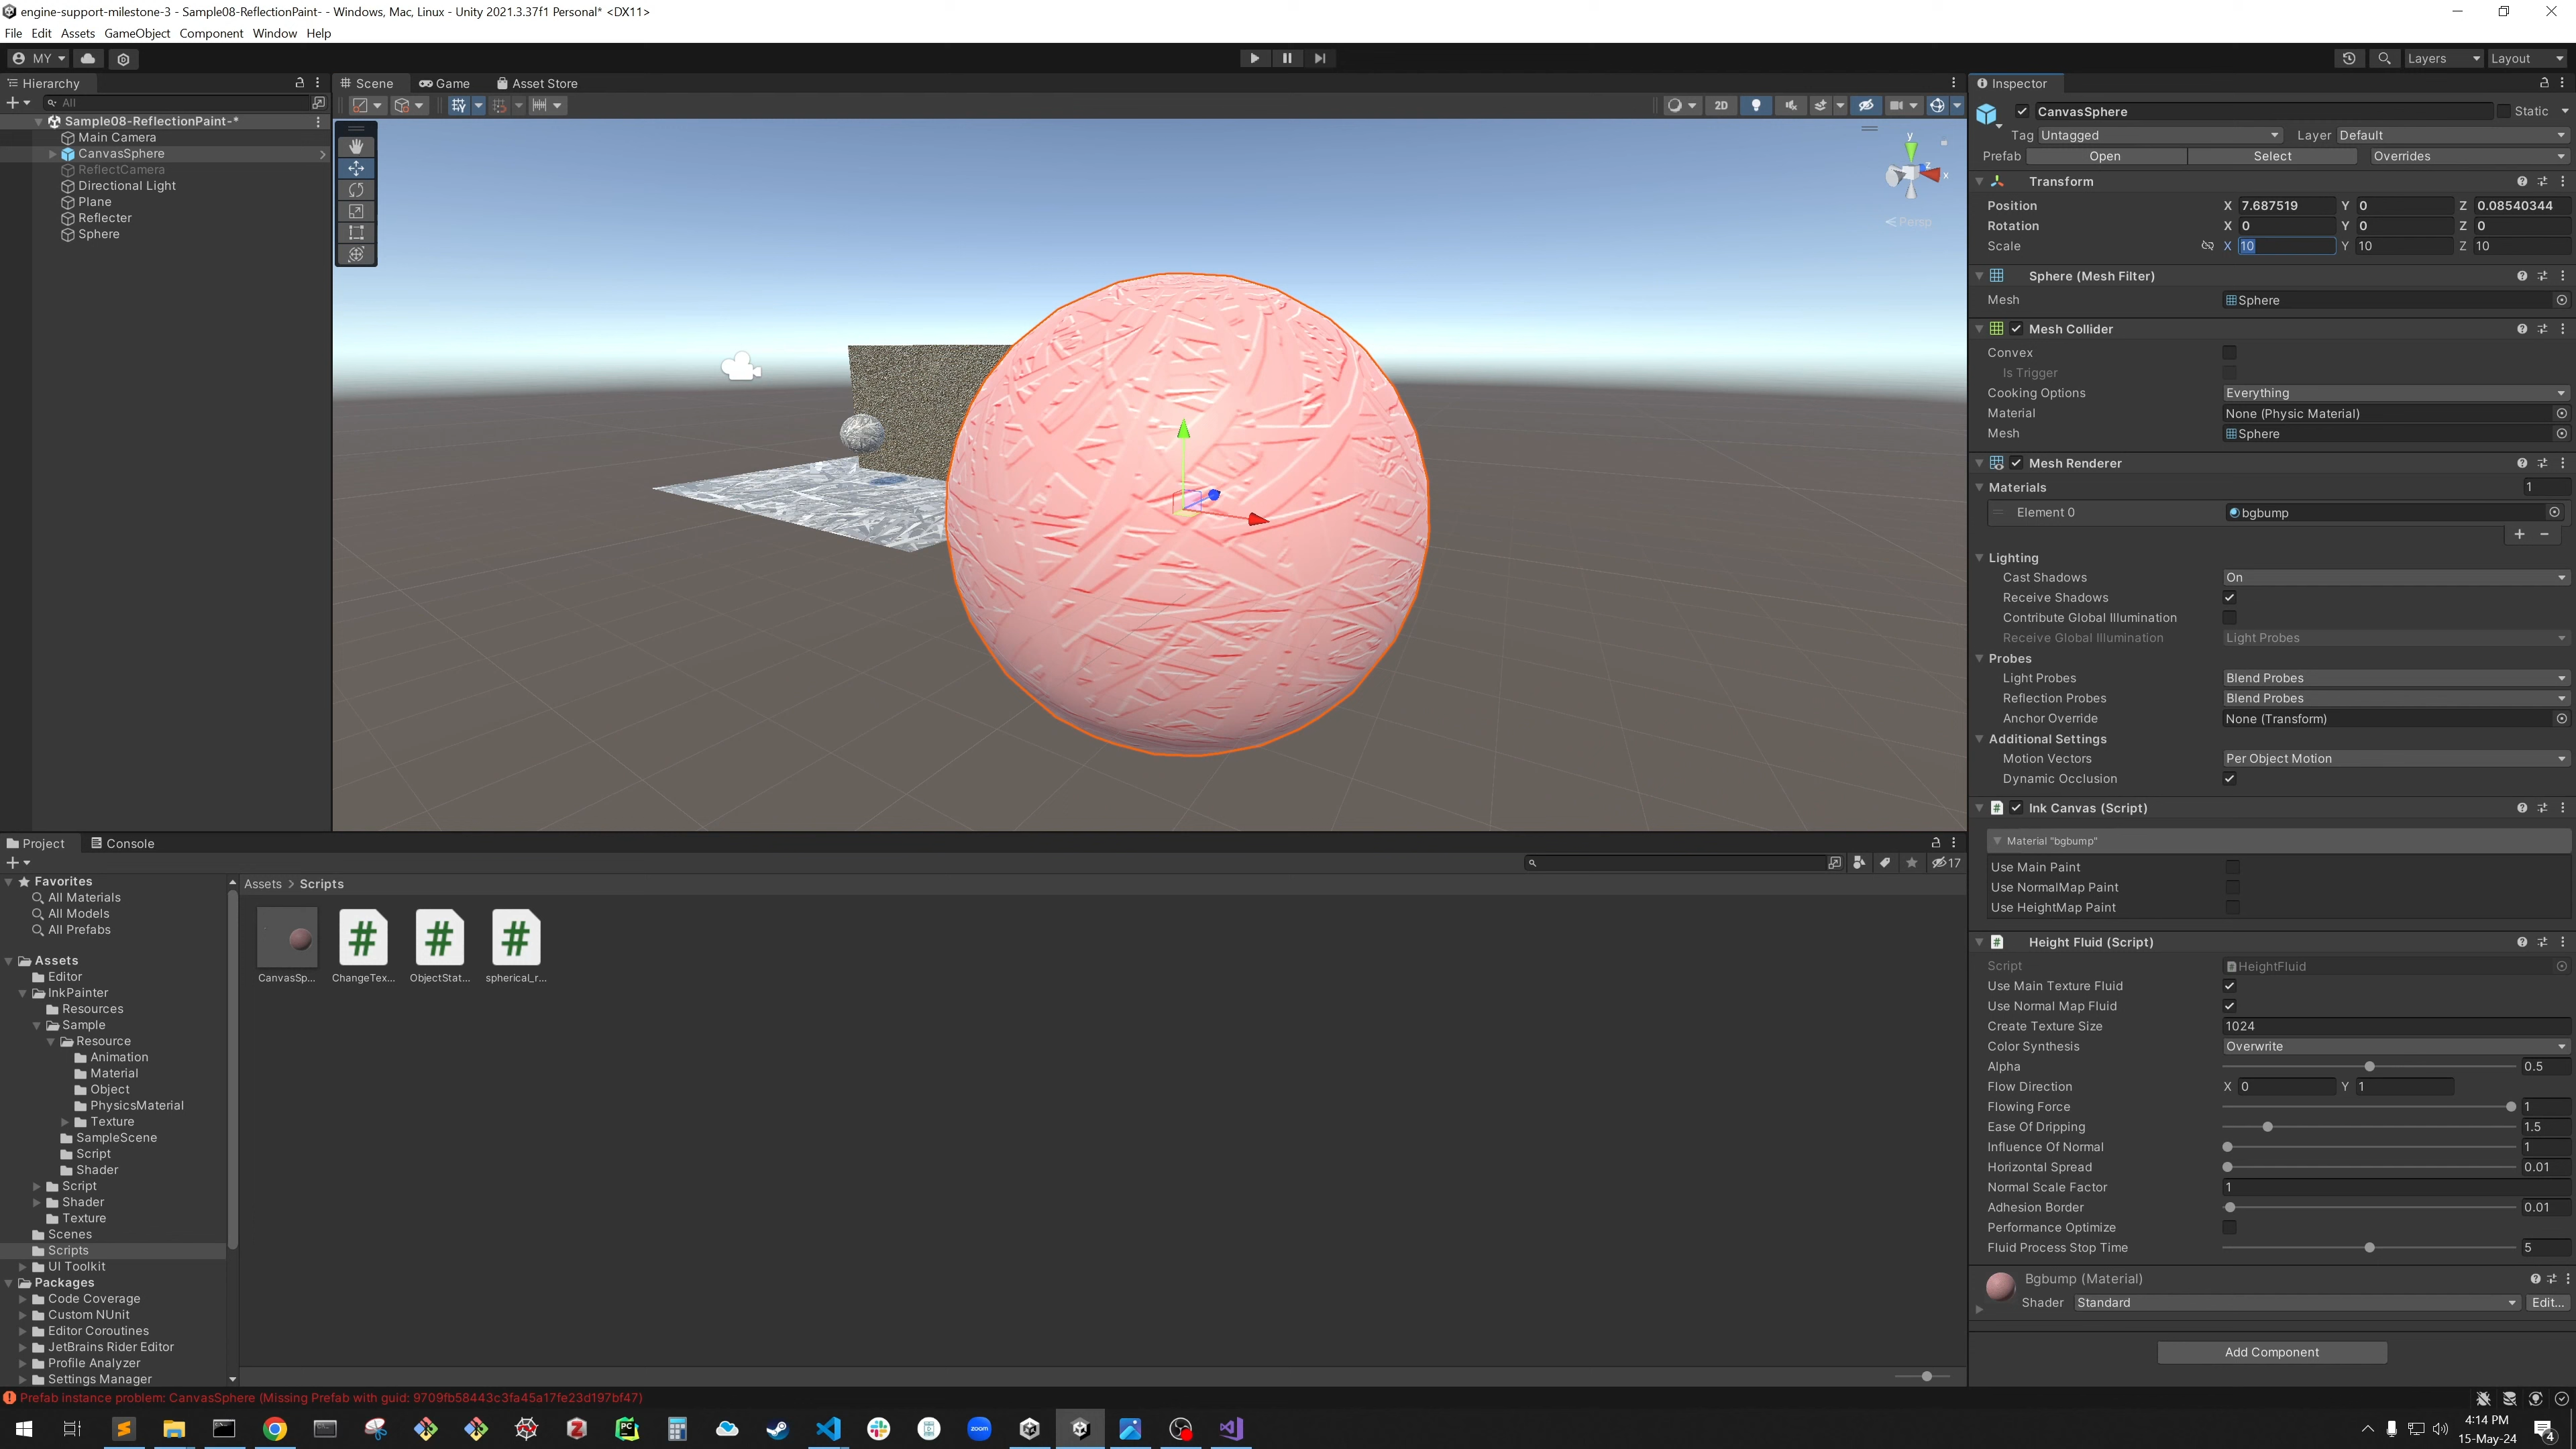 engine-support-milestone-3 - Sample08-ReflectionPaint- - Windows, Mac, Linux - Unity 2021.3.37f1 Personal* <DX11>
File Edit Assets GameObject Component Window Help
MY Layers Layout
Hierarchy
All
Sample08-ReflectionPaint-*
Main Camera
CanvasSphere
ReflectCamera
Directional Light
Plane
Reflecter
Sphere
Scene Game Asset Store
2D
y
z
x
Persp
Inspector
CanvasSphere Static
Tag Untagged Layer Default
Prefab Open Select Overrides
Transform
Position X 7.687519 Y 0 Z 0.08540344
Rotation X 0 Y 0 Z 0
Scale X 10 Y 10 Z 10
Sphere (Mesh Filter)
Mesh Sphere
Mesh Collider
Convex
Is Trigger
Cooking Options Everything
Material None (Physic Material)
Mesh Sphere
Mesh Renderer
Materials 1
Element 0 bgbump
Lighting
Cast Shadows On
Receive Shadows
Contribute Global Illumination
Receive Global Illumination Light Probes
Probes
Light Probes Blend Probes
Reflection Probes Blend Probes
Anchor Override None (Transform)
Additional Settings
Motion Vectors Per Object Motion
Dynamic Occlusion
Ink Canvas (Script)
Material "bgbump"
Use Main Paint
Use NormalMap Paint
Use HeightMap Paint
Height Fluid (Script)
Script HeightFluid
Use Main Texture Fluid
Use Normal Map Fluid
Create Texture Size 1024
Color Synthesis Overwrite
Alpha 0.5
Flow Direction X 0 Y 1
Flowing Force 1
Ease Of Dripping 1.5
Influence Of Normal 1
Horizontal Spread 0.01
Normal Scale Factor 1
Adhesion Border 0.01
Performance Optimize
Fluid Process Stop Time 5
Bgbump (Material)
Shader Standard Edit...
Add Component
Project Console
17
Favorites
All Materials
All Models
All Prefabs
Assets
Editor
InkPainter
Resources
Sample
Resource
Animation
Material
Object
PhysicsMaterial
Texture
SampleScene
Script
Shader
Script
Shader
Texture
Scenes
Scripts
UI Toolkit
Packages
Code Coverage
Custom NUnit
Editor Coroutines
JetBrains Rider Editor
Profile Analyzer
Settings Manager
Assets > Scripts
CanvasSp... ChangeTex... ObjectStat... spherical_r...
Prefab instance problem: CanvasSphere (Missing Prefab with guid: 9709fb58443c3fa45a17fe23d197bf47)
zoom
4:14 PM
15-May-24
4